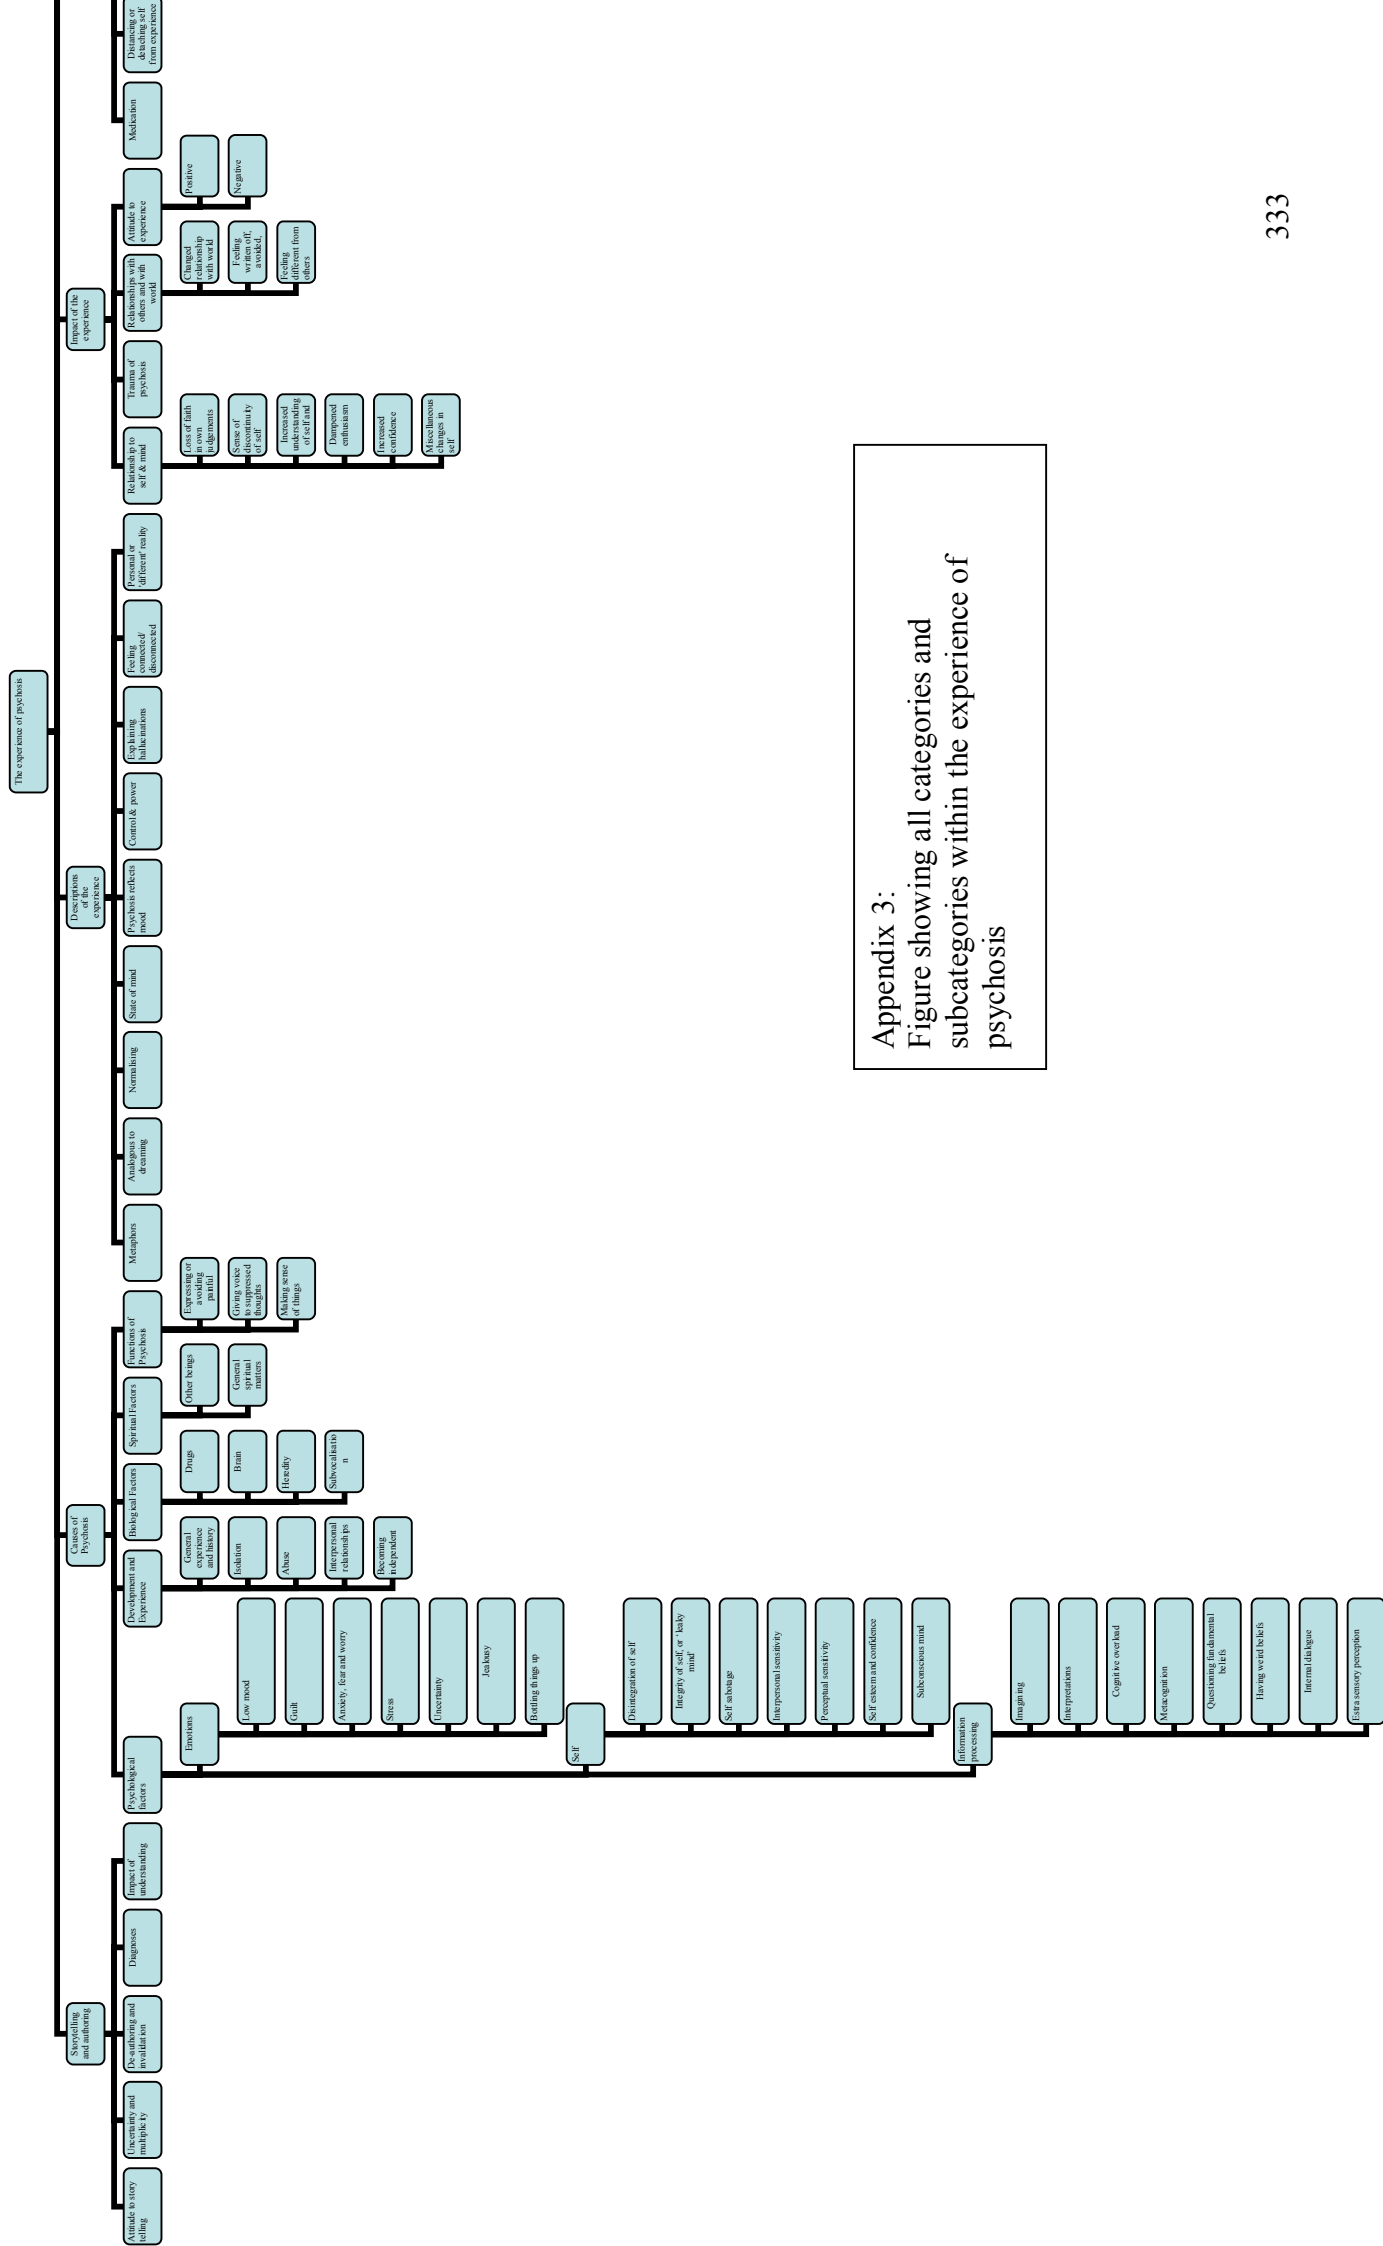 The experience of psychosis
Storytelling
and authoring
Causes of
Psychosis
Descriptions
of the
experience
Impact of the
experience
Attitude to story
telling
Uncertainty and
multiplicity
De-authoring and
invalidation
Diagnoses
Impact of
understanding
Psychological
factors
Development and
Experience
Biological Factors
Spiritual Factors
Functions of
Psychosis
Metaphors
Analogous to
dreaming
Normalising
State of mind
Psychosis reflects
mood
Control & power
Explaining
hallucinations
Feeling
connected/
disconnected
Personal or
'different' reality
Relationship to
self & mind
Trauma of
psychosis
Relationships with
others and with
world
Attitude to
experience
Medication
Distancing or
detaching self
from experience
Emotions
Low mood
Guilt
Anxiety, fear and worry
Stress
Uncertainty
Jealousy
Bottling things up
Self
Disintegration of self
Integrity of self, or 'leaky
mind'
Self sabotage
Interpersonal sensitivity
Perceptual sensitivity
Self esteem and confidence
Subconscious mind
Information
processing
Imagining
Interpretations
Cognitive overload
Metacognition
Questioning fundamental
beliefs
Having weird beliefs
Internal dialogue
Extra sensory perception
General
experience
and history
Isolation
Abuse
Interpersonal
relationships
Becoming
independent
Drugs
Brain
Heredity
Subvocalisatio
n
Other beings
General
spiritual
matters
Expressing or
avoiding
painful
Giving voice
to suppressed
thoughts
Making sense
of things
Loss of faith
in own
judgements
Sense of
discontinuity
of self
Increased
understanding
of self and
Dampened
enthusiasm
Increased
confidence
Miscellaneous
changes in
self
Changed
relationship
with world
Feeling
written off,
avoided,
Feeling
different from
others
Positive
Negative
Appendix 3:
Figure showing all categories and
subcategories within the experience of
psychosis
333